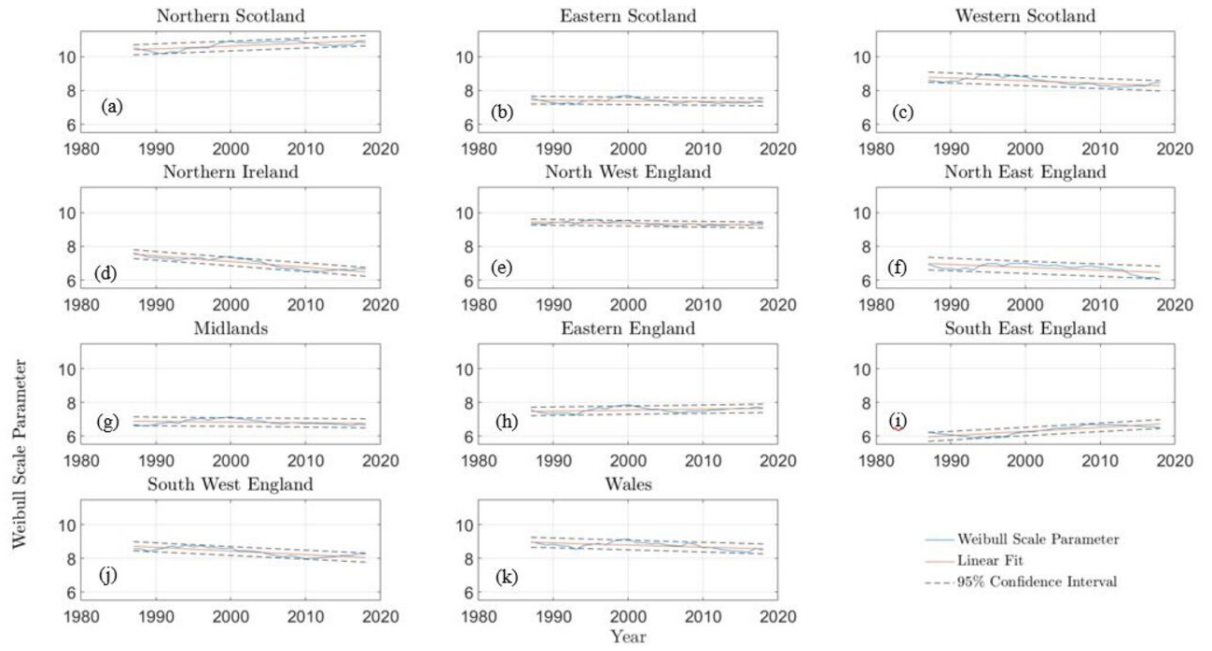 Northern Scotland
Eastern Scotland
Western Scotland
10
8
6
(a)
1980 1990 2000 2010 2020
10
8
6
(b)
1980 1990 2000 2010 2020
10
8
6
(c)
1980 1990 2000 2010 2020
Northern Ireland
North West England
North East England
10
8
6
(d)
1980 1990 2000 2010 2020
10
8
6
(e)
1980 1990 2000 2010 2020
10
8
6
(f)
1980 1990 2000 2010 2020
Midlands
Eastern England
South East England
10
8
6
(g)
1980 1990 2000 2010 2020
10
8
6
(h)
1980 1990 2000 2010 2020
10
8
6
(i)
1980 1990 2000 2010 2020
South West England
Wales
10
8
6
(j)
1980 1990 2000 2010 2020
10
8
6
(k)
1980 1990 2000 2010 2020
Weibull Scale Parameter
Year
Weibull Scale Parameter
Linear Fit
95% Confidence Interval